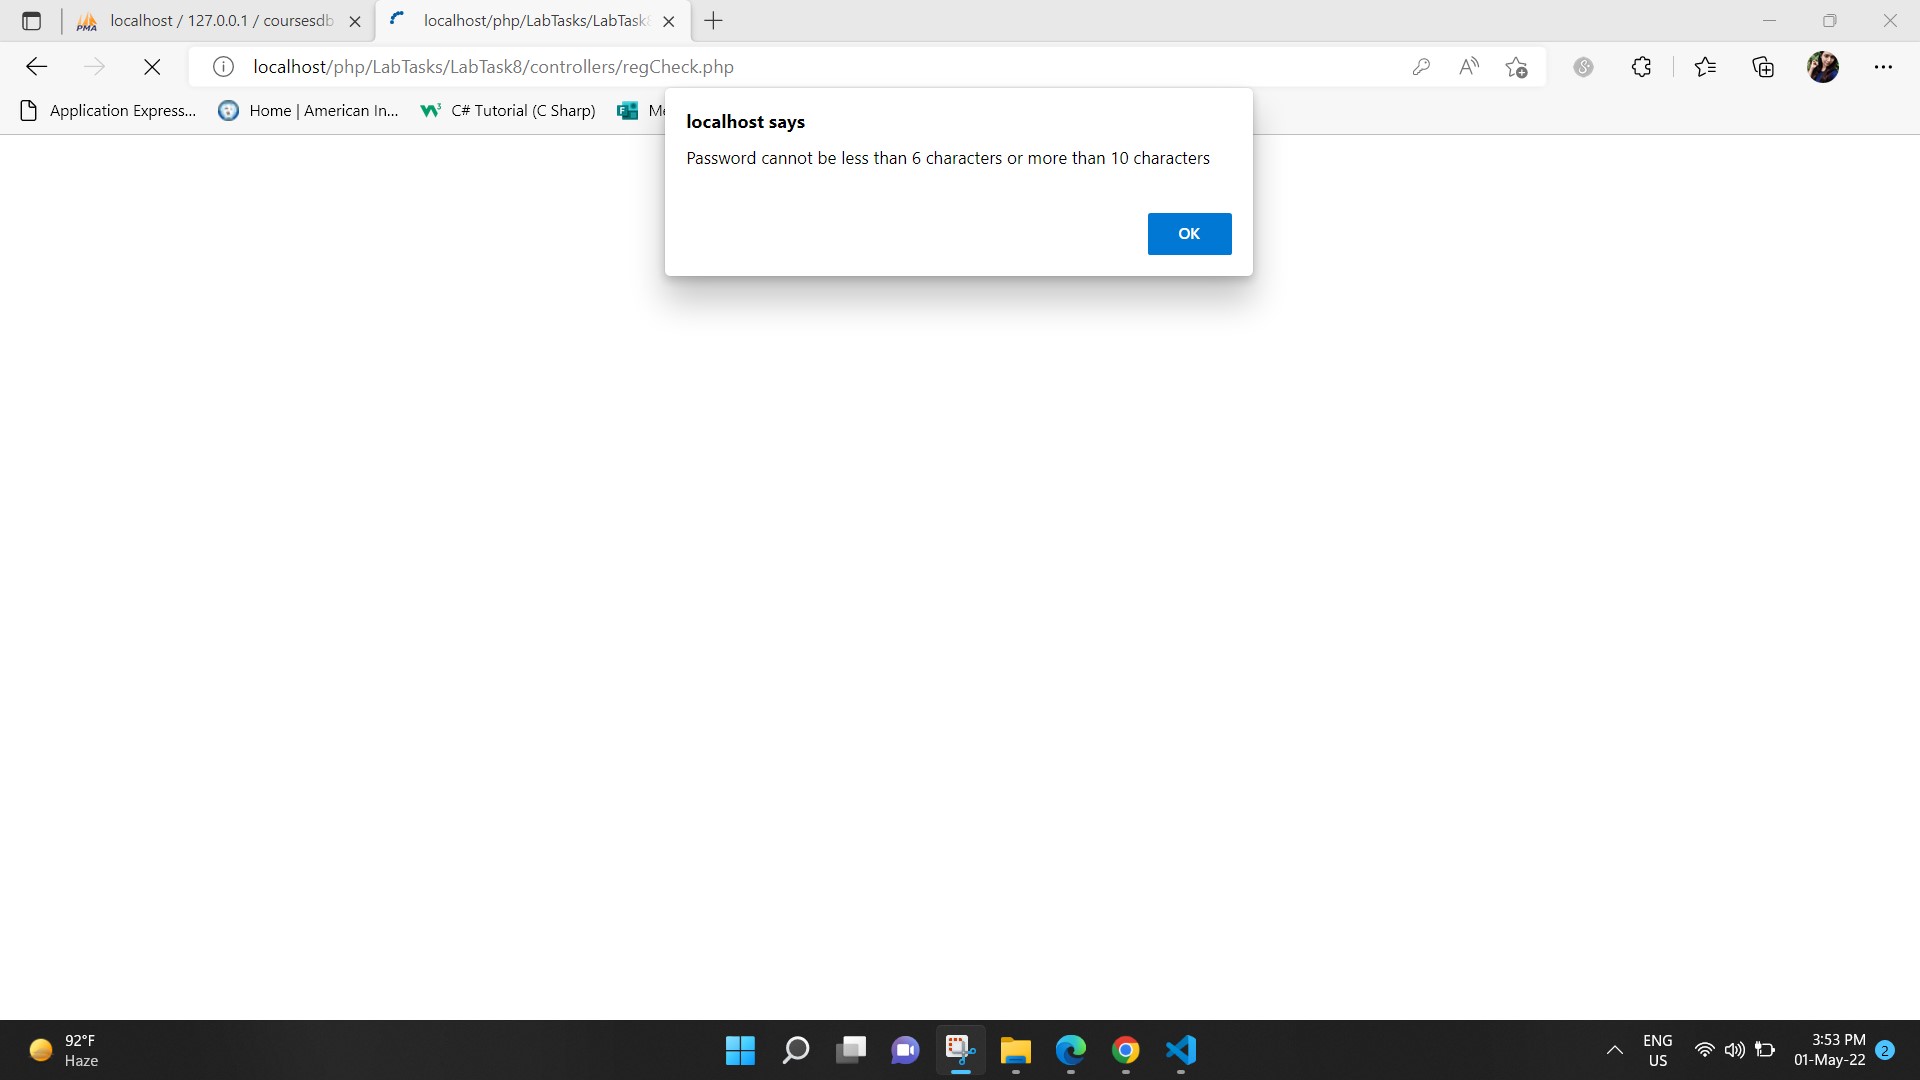 localhost / 127.0.0.1 / coursesdb
localhost/php/LabTasks/LabTask8
localhost/php/LabTasks/LabTask8/controllers/regCheck.php
Application Express...
Home | American In...
C# Tutorial (C Sharp)
Me
localhost says
Password cannot be less than 6 characters or more than 10 characters
OK
92°F
Haze
ENG
US
3:53 PM
01-May-22
2